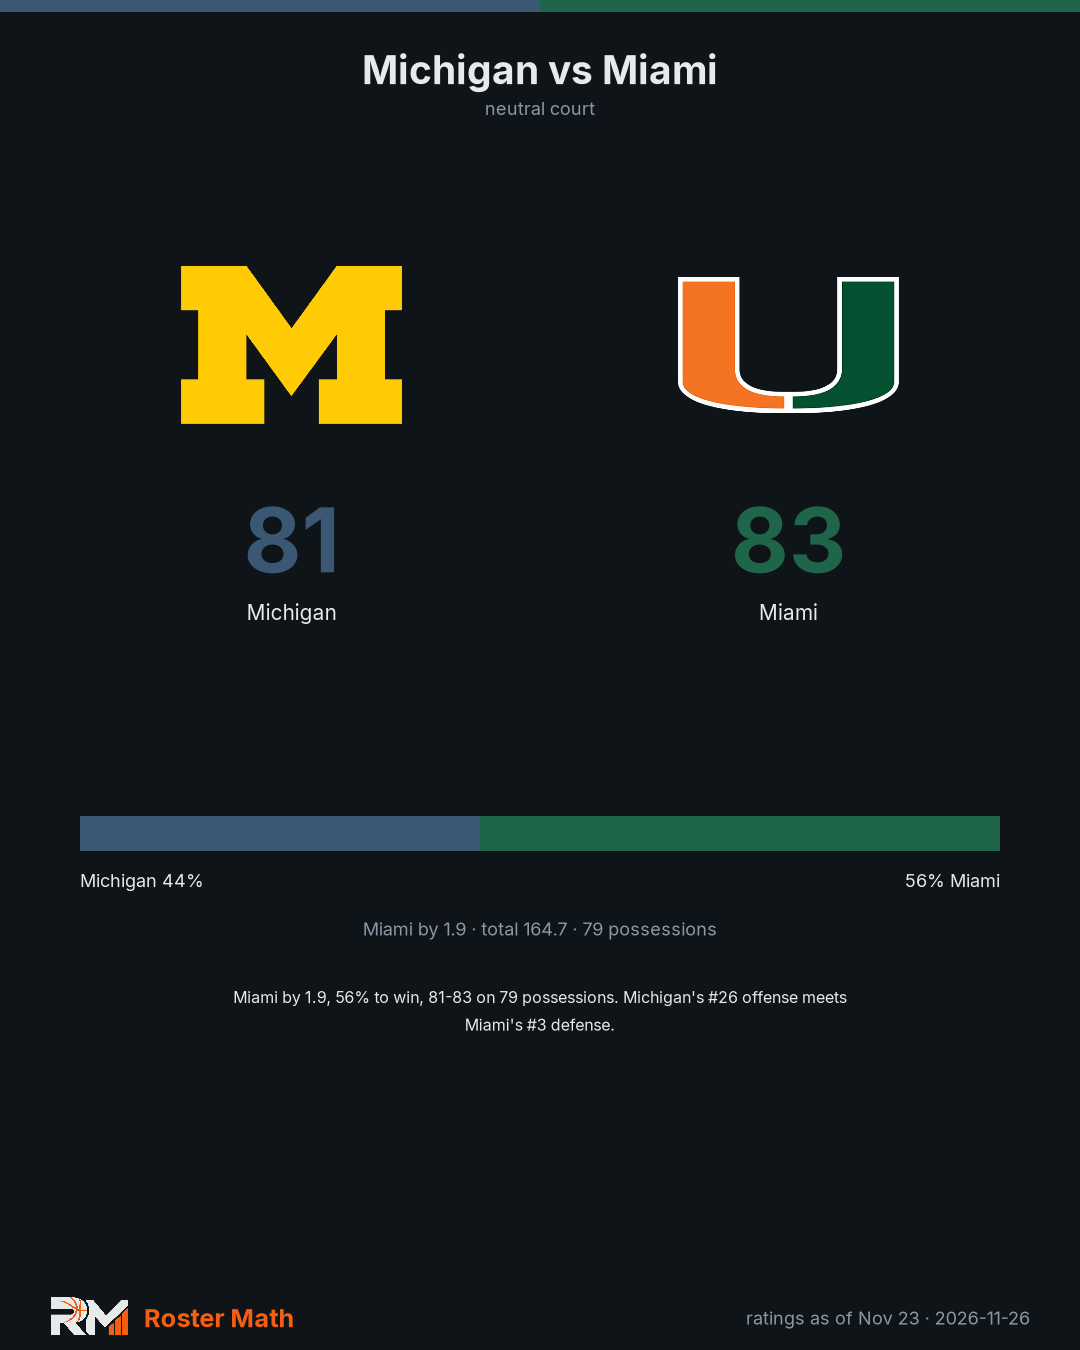 Michigan vs Miami
neutral court
M
U
81
83
Michigan
Miami
Michigan 44%
56% Miami
Miami by 1.9 · total 164.7 · 79 possessions
Miami by 1.9, 56% to win, 81-83 on 79 possessions. Michigan's #26 offense meets
Miami's #3 defense.
RM
Roster Math
ratings as of Nov 23 · 2026-11-26